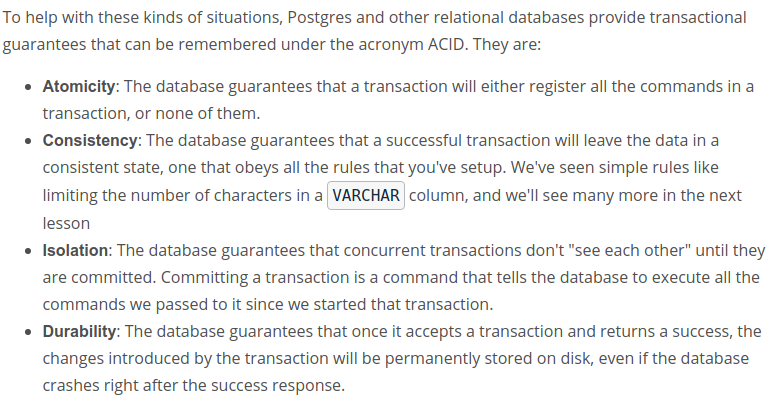 To help with these kinds of situations, Postgres and other relational databases provide transactional
guarantees that can be remembered under the acronym ACID. They are:
• Atomicity: The database guarantees that a transaction will either register all the commands in a
transaction, or none of them.
• Consistency: The database guarantees that a successful transaction will leave the data in a
consistent state, one that obeys all the rules that you've setup. We've seen simple rules like
limiting the number of characters in a VARCHAR column, and we'll see many more in the next
lesson
• Isolation: The database guarantees that concurrent transactions don't "see each other" until they
are committed. Committing a transaction is a command that tells the database to execute all the
commands we passed to it since we started that transaction.
• Durability: The database guarantees that once it accepts a transaction and returns a success, the
changes introduced by the transaction will be permanently stored on disk, even if the database
crashes right after the success response.